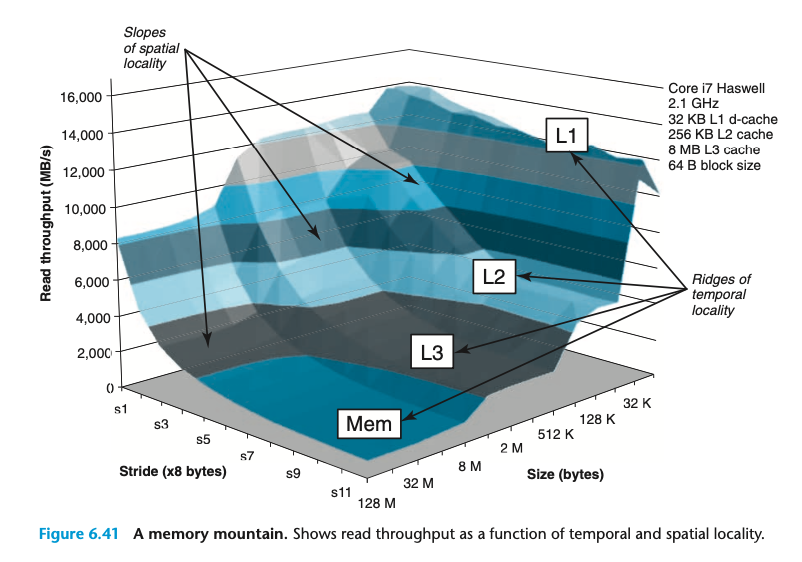 Slopes
of spatial
locality
Core i7 Haswell
2.1 GHz
32 KB L1 d-cache
256 KB L2 cache
8 MB L3 cache
64 B block size
16,000
14,000
12,000
10,000
8,000
6,000
4,000
2,000
0
Read throughput (MB/s)
L1
L2
L3
Mem
Ridges of
temporal
locality
s1
s3
s5
s7
s9
s11
Stride (x8 bytes)
128 M
32 M
8 M
2 M
512 K
128 K
32 K
Size (bytes)
Figure 6.41 A memory mountain. Shows read throughput as a function of temporal and spatial locality.